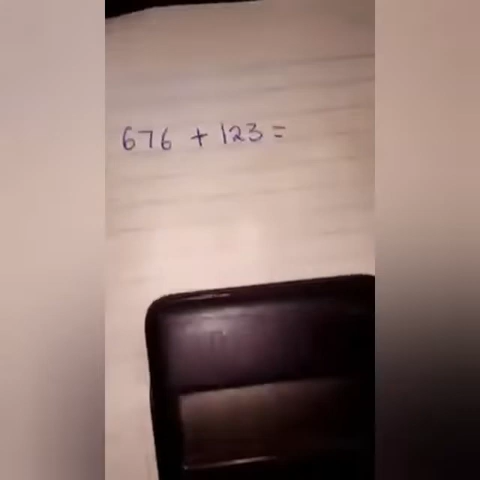 676 + 123 =